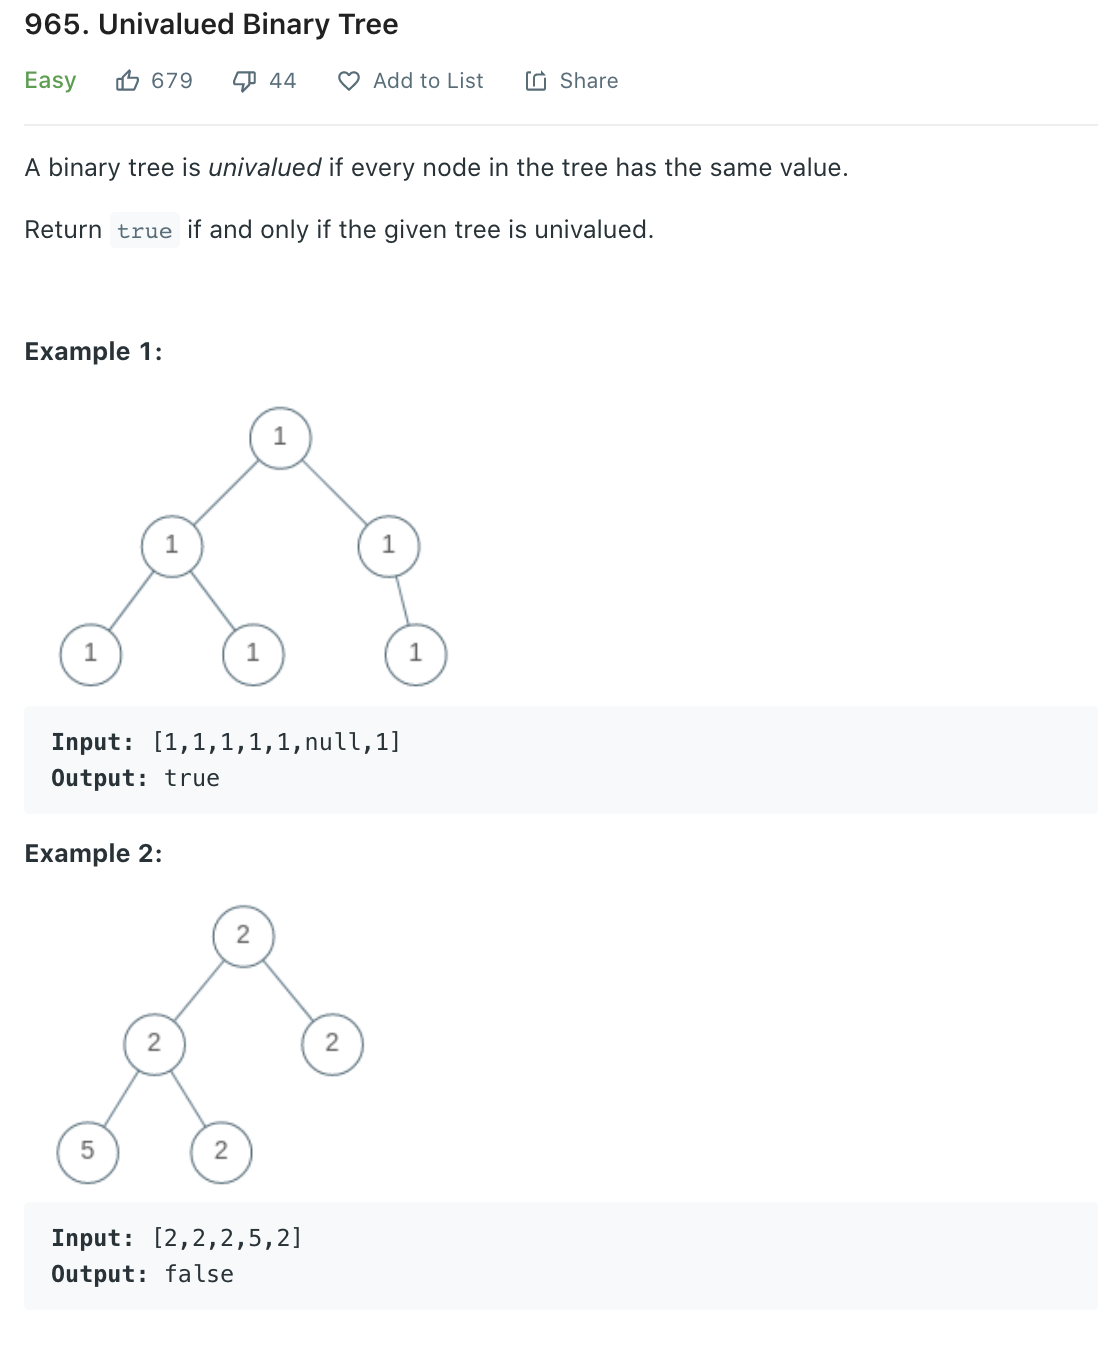 965. Univalued Binary Tree
Easy 679 44 Add to List Share
A binary tree is univalued if every node in the tree has the same value.
Return true if and only if the given tree is univalued.
Example 1:
1
1 1
1 1 1
Input: [1,1,1,1,1,null,1]
Output: true
Example 2:
2
2 2
5 2
Input: [2,2,2,5,2]
Output: false